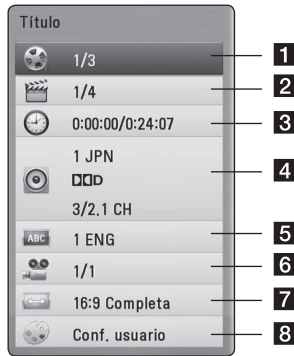 Título
1/3
1
1/4
2
0:00:00/0:24:07
3
1 JPN
DD D
3/2.1 CH
4
ABC
1 ENG
5
1/1
6
16:9 Completa
7
Conf. usuario
8